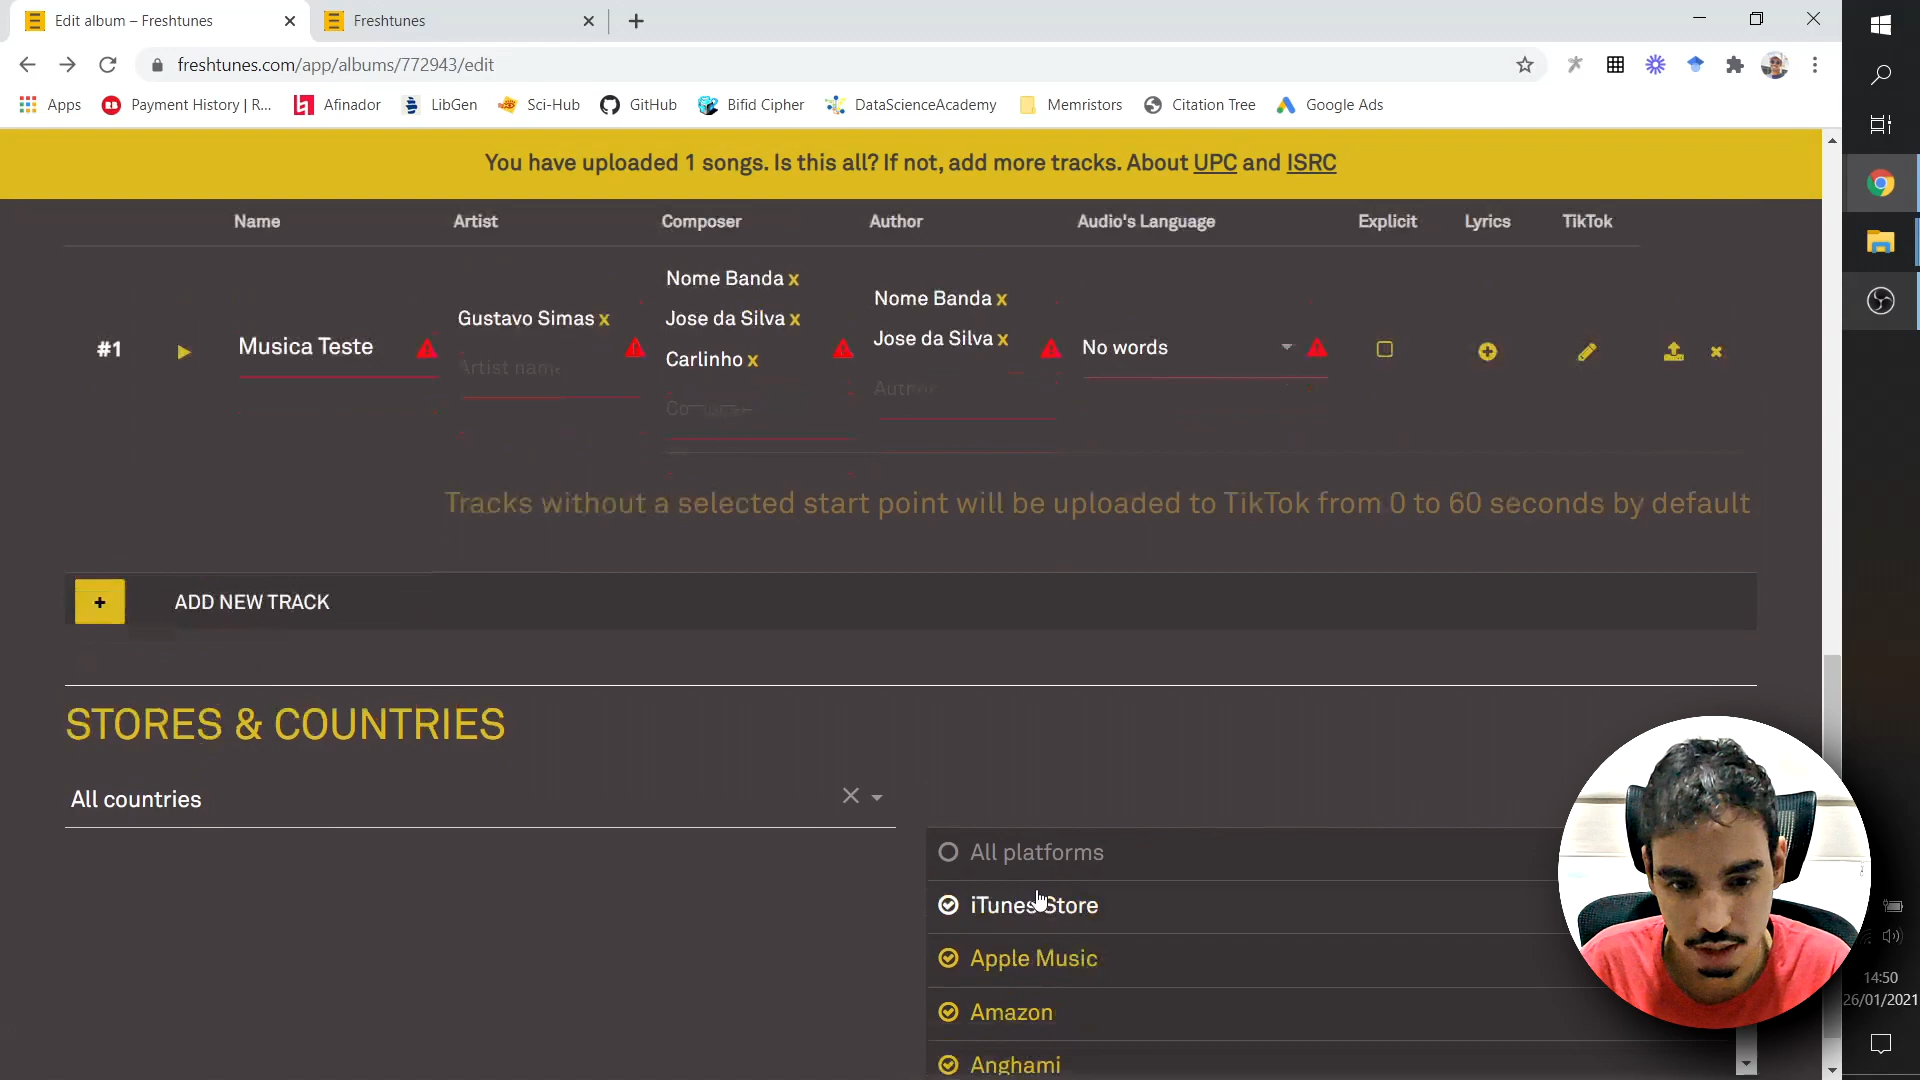 Edit album – Freshtunes
Freshtunes
freshtunes.com/app/albums/772943/edit
Apps
Payment History | R...
Afinador
LibGen
Sci-Hub
GitHub
Bifid Cipher
DataScienceAcademy
Memristors
Citation Tree
Google Ads
You have uploaded 1 songs. Is this all? If not, add more tracks. About UPC and ISRC
Name Artist Composer Author Audio's Language Explicit Lyrics TikTok
#1
Musica Teste
Gustavo Simas x
Artist name
Nome Banda x
Jose da Silva x
Carlinho x
Nome Banda x
Jose da Silva x
Author
No words
Tracks without a selected start point will be uploaded to TikTok from 0 to 60 seconds by default
+ ADD NEW TRACK
STORES & COUNTRIES
All countries
All platforms
iTunes Store
Apple Music
Amazon
Anghami
14:50
26/01/2021